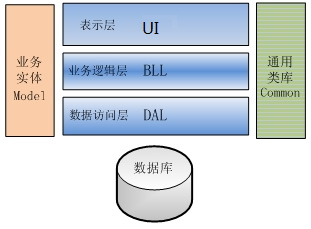 表示层 UI
业务逻辑层 BLL
数据访问层 DAL
业务
实体
Model
通用
类库
Common
数据库